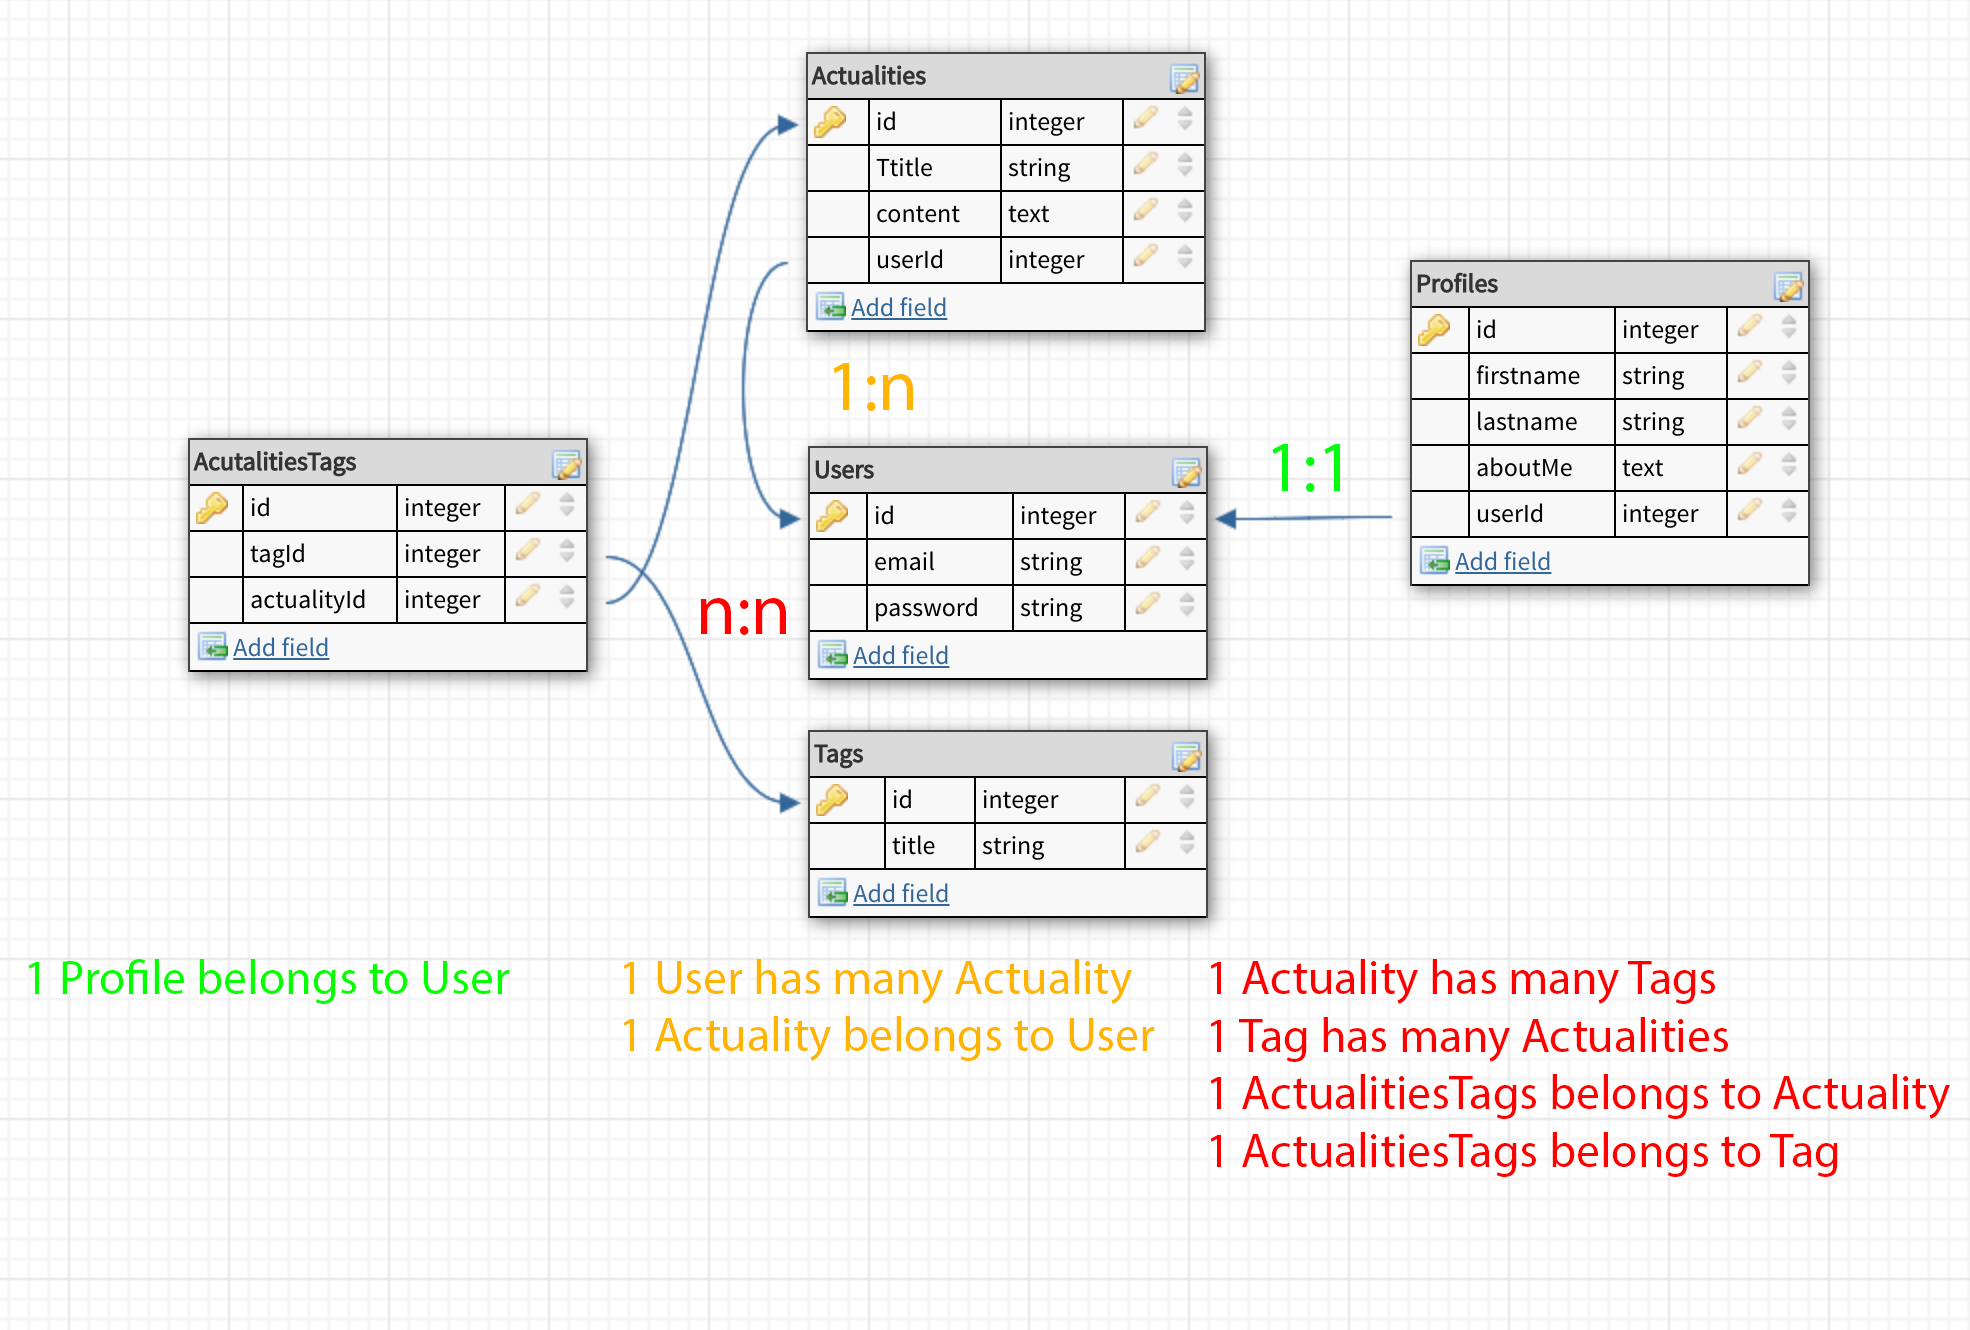 Actualities
id integer
Ttitle string
content text
userId integer
Add field
1:n
Profiles
id integer
firstname string
lastname string
aboutMe text
userId integer
Add field
1:1
AcutalitiesTags
id integer
tagId integer
actualityId integer
Add field
n:n
Users
id integer
email string
password string
Add field
Tags
id integer
title string
Add field
1 Profile belongs to User
1 User has many Actuality
1 Actuality belongs to User
1 Actuality has many Tags
1 Tag has many Actualities
1 ActualitiesTags belongs to Actuality
1 ActualitiesTags belongs to Tag